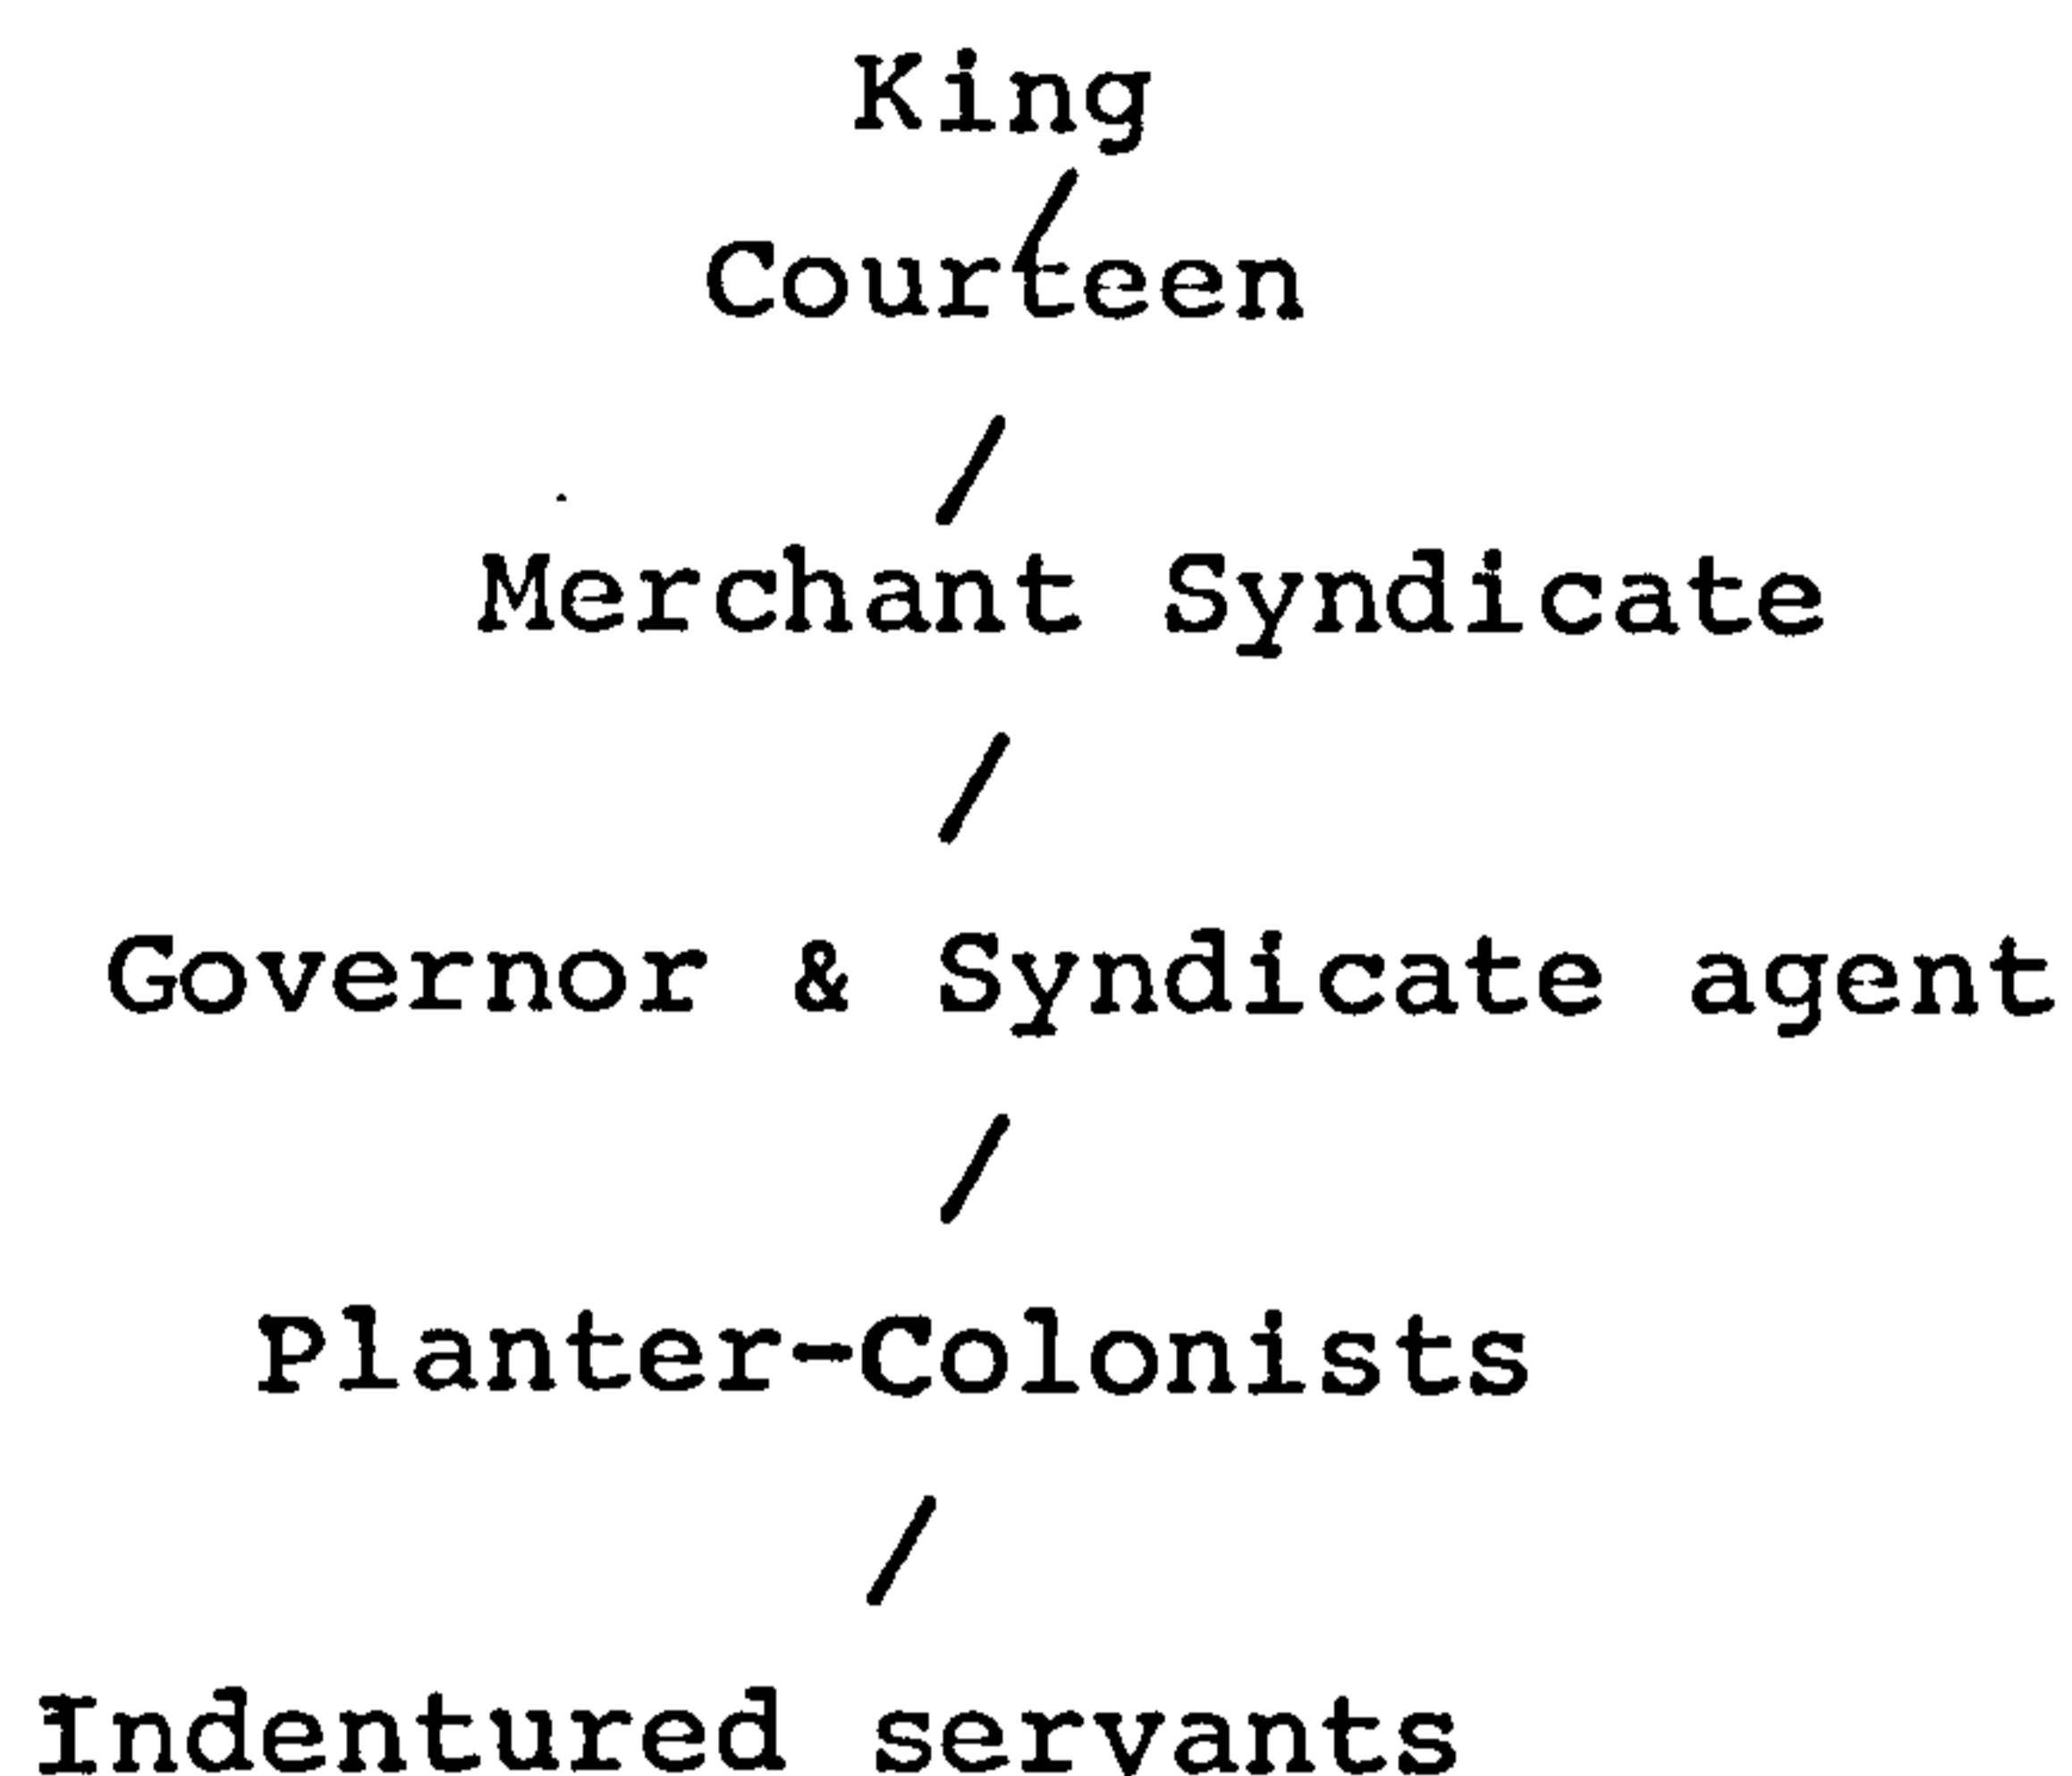 King
/
Courteen
/
Merchant Syndicate
/
Governor & Syndicate agent
/
Planter-Colonists
/
Indentured servants